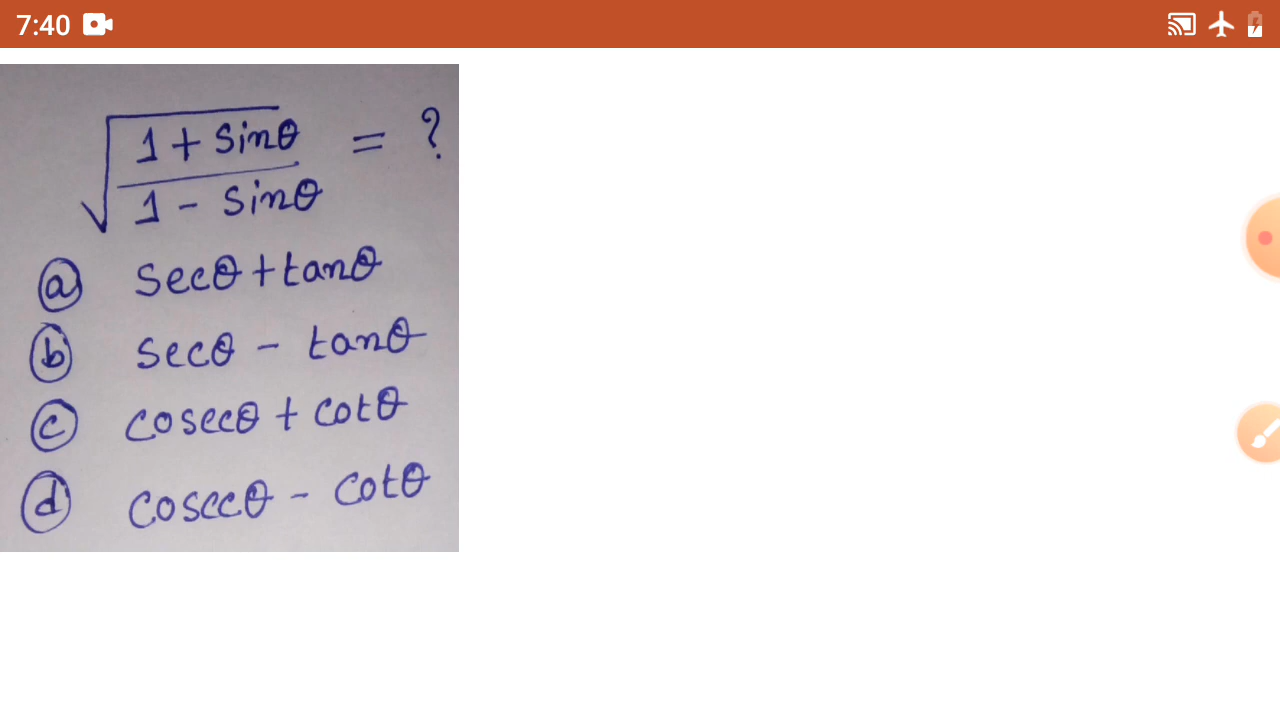 7:40
√(1 + sinθ / 1 - sinθ) = ?
ⓐ secθ + tanθ
ⓑ secθ - tanθ
ⓒ cosecθ + cotθ
ⓓ cosecθ - cotθ